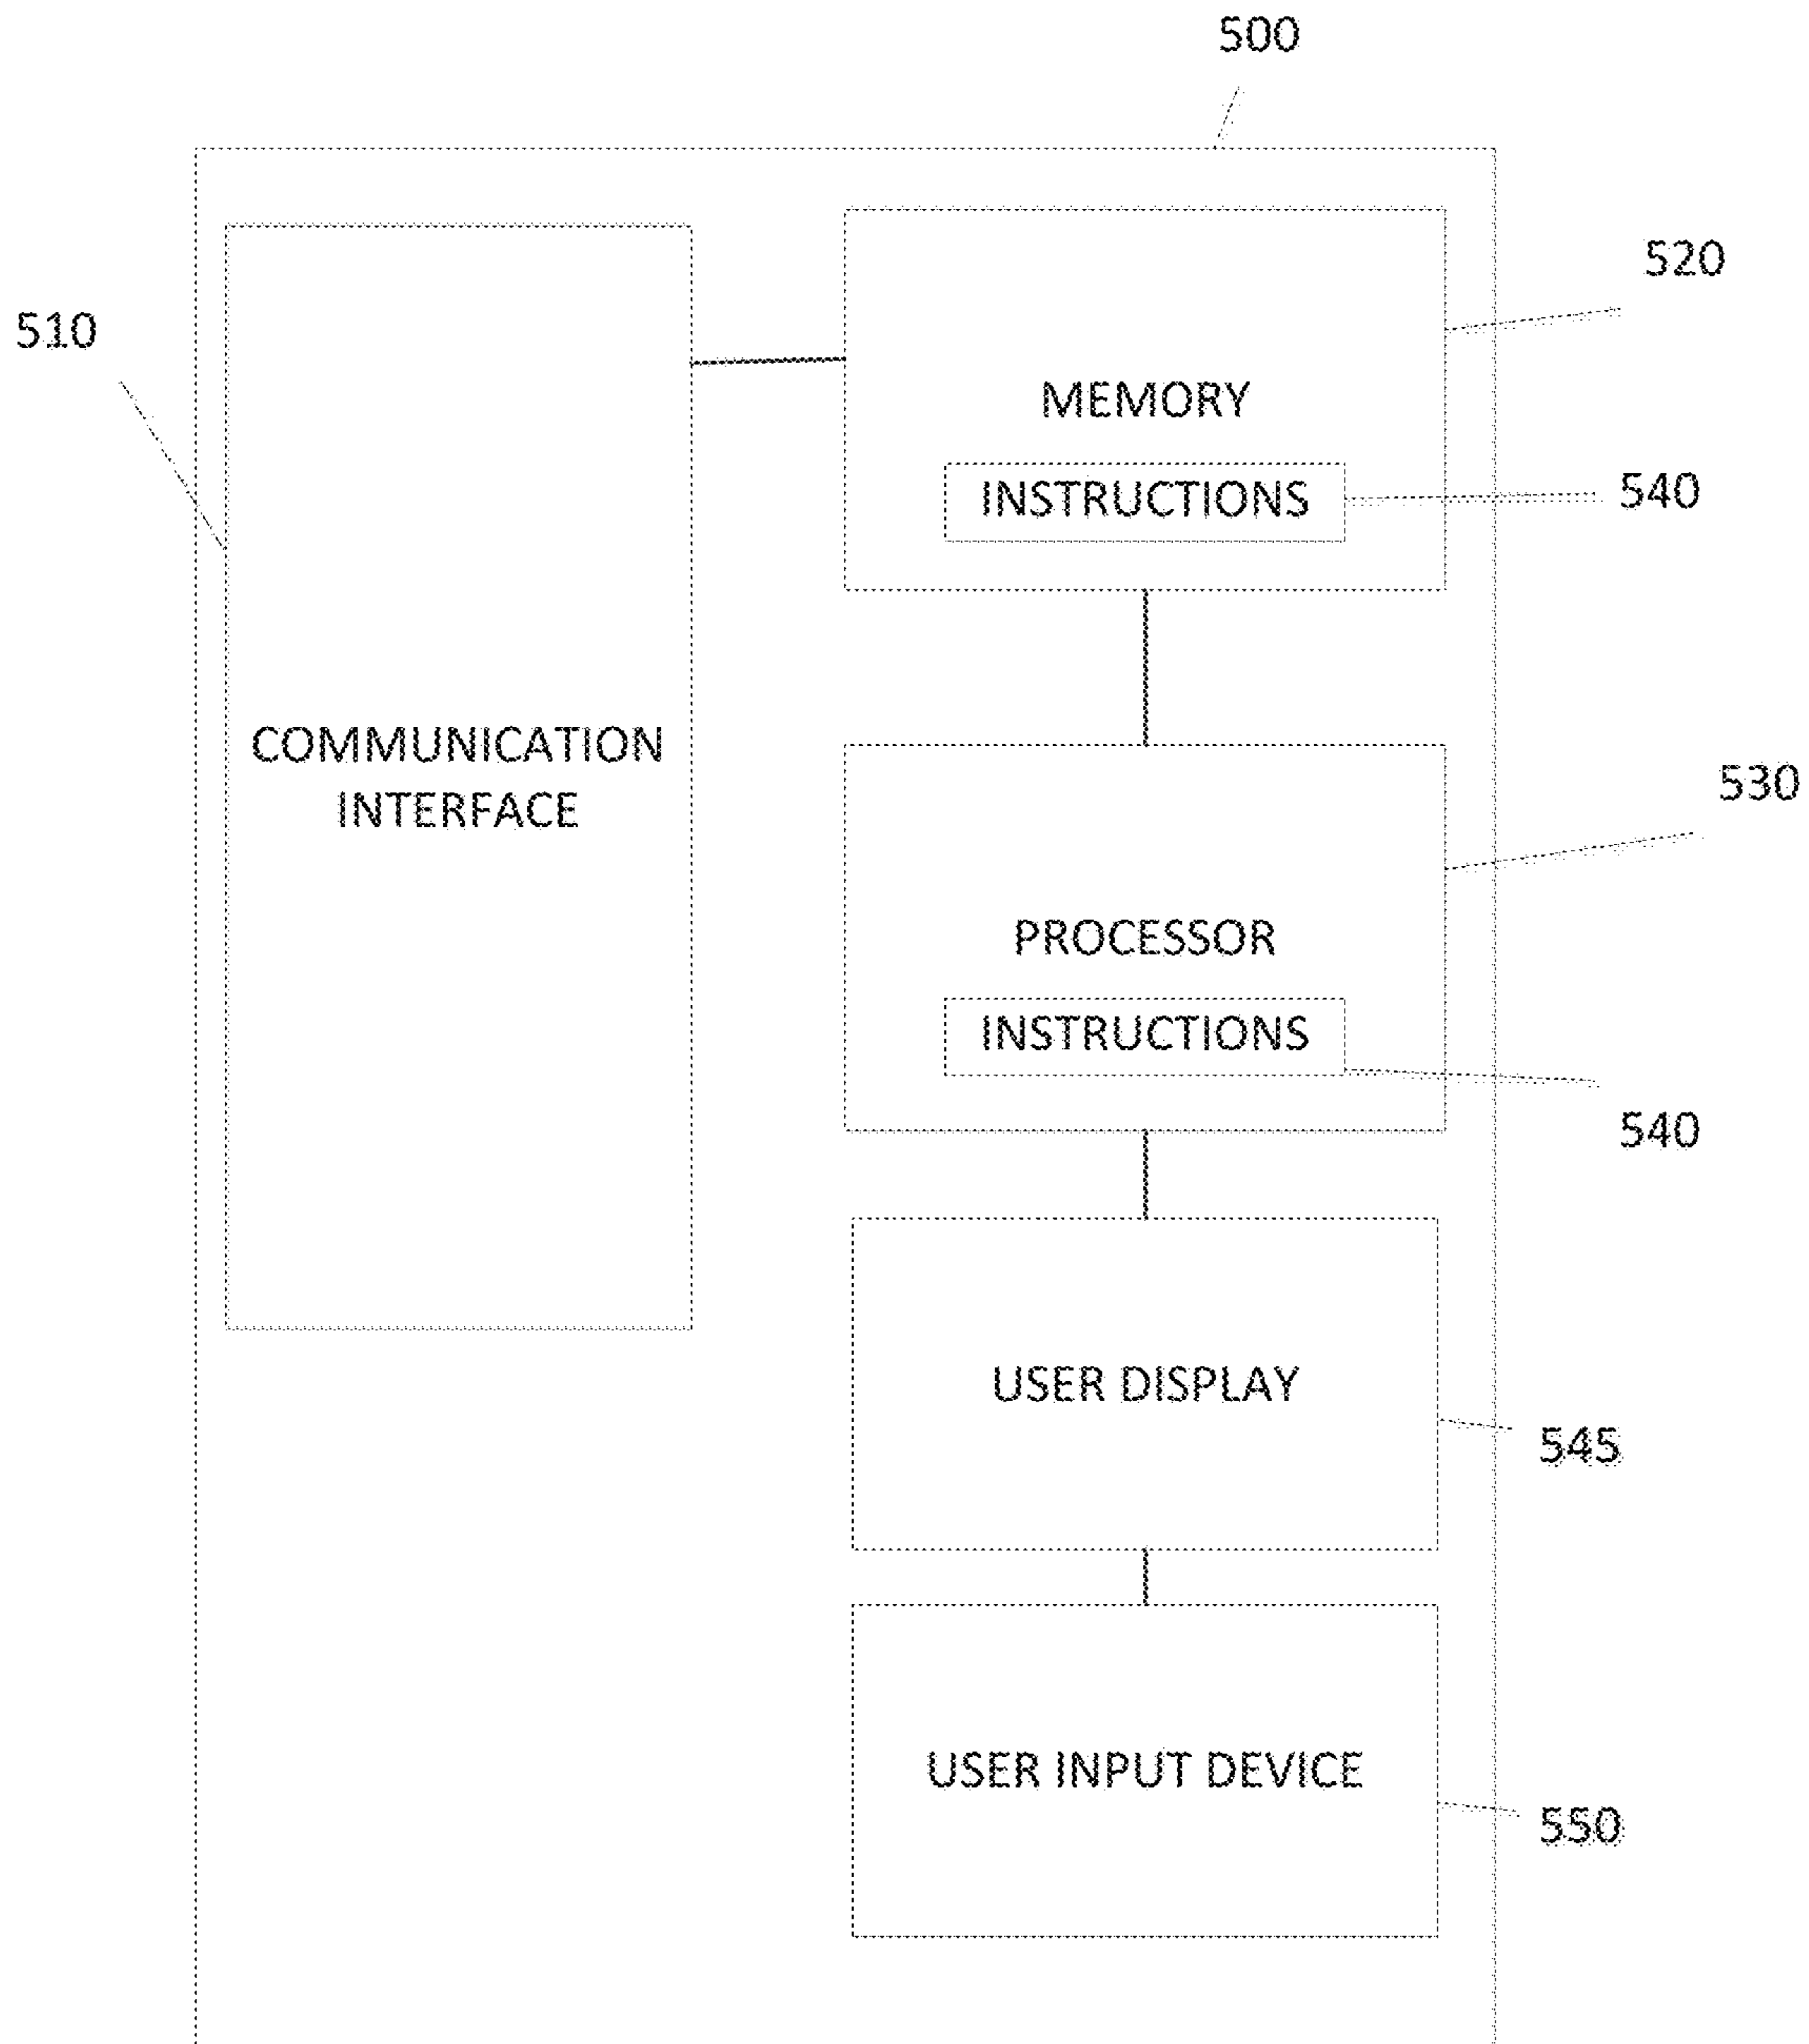 500
520
510
MEMORY
INSTRUCTIONS
540
COMMUNICATION
INTERFACE
530
PROCESSOR
INSTRUCTIONS
540
USER DISPLAY
545
USER INPUT DEVICE
550